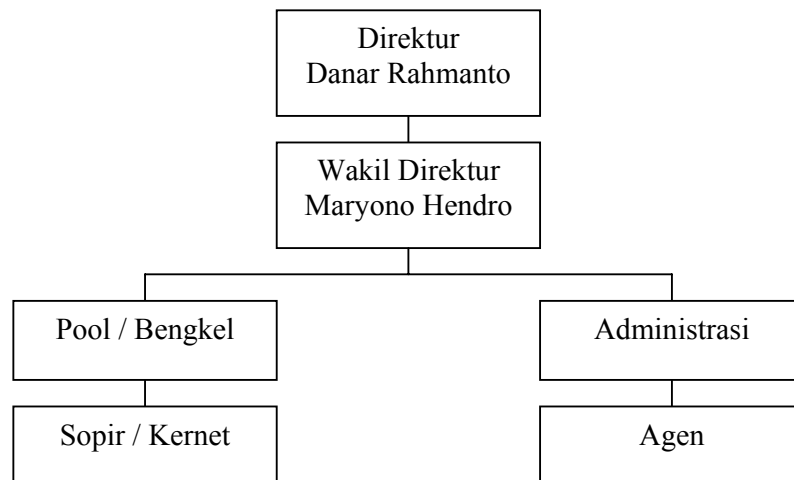 Direktur
Danar Rahmanto
Wakil Direktur
Maryono Hendro
Pool / Bengkel
Administrasi
Sopir / Kernet
Agen